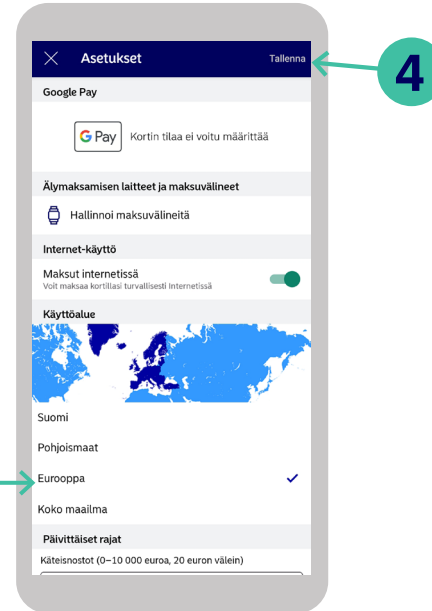 Asetukset
Tallenna
4
Google Pay
G Pay
Kortin tilaa ei voitu määrittää
Älymaksamisen laitteet ja maksuvälineet
Hallinnoi maksuvälineitä
Internet-käyttö
Maksut internetissä
Voit maksaa kortillasi turvallisesti Internetissä
Käyttöalue
Suomi
Pohjoismaat
Eurooppa
Koko maailma
Päivittäiset rajat
Käteisnostot (0–10 000 euroa, 20 euron välein)